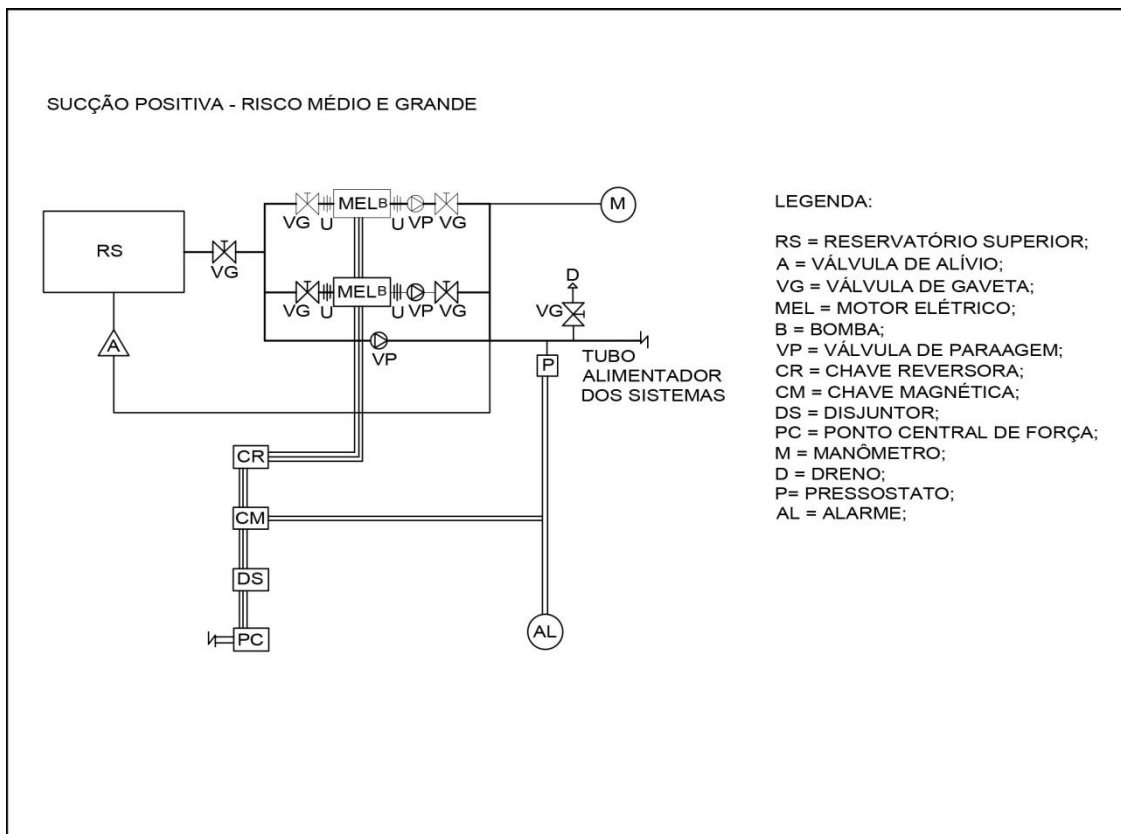 SUCÇÃO POSITIVA - RISCO MÉDIO E GRANDE
VG U MEL B U VP VG
M
RS
VG
VG U MEL B U VP VG
D
VG
A
VP
P
TUBO
ALIMENTADOR
DOS SISTEMAS
CR
CM
DS
PC
AL
LEGENDA:
RS = RESERVATÓRIO SUPERIOR;
A = VÁLVULA DE ALÍVIO;
VG = VÁLVULA DE GAVETA;
MEL = MOTOR ELÉTRICO;
B = BOMBA;
VP = VÁLVULA DE PARAAGEM;
CR = CHAVE REVERSORA;
CM = CHAVE MAGNÉTICA;
DS = DISJUNTOR;
PC = PONTO CENTRAL DE FORÇA;
M = MANÔMETRO;
D = DRENO;
P= PRESSOSTATO;
AL = ALARME;